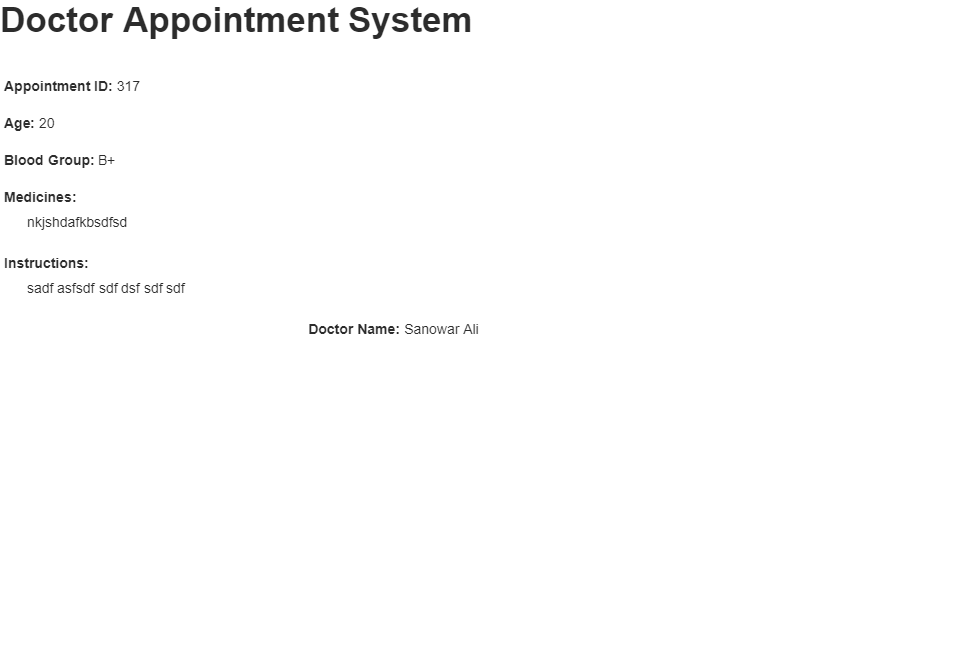 Doctor Appointment System
Appointment ID: 317
Age: 20
Blood Group: B+
Medicines:
nkjshdafkbsdfsd
Instructions:
sadf asfsdf sdf dsf sdf sdf
Doctor Name: Sanowar Ali